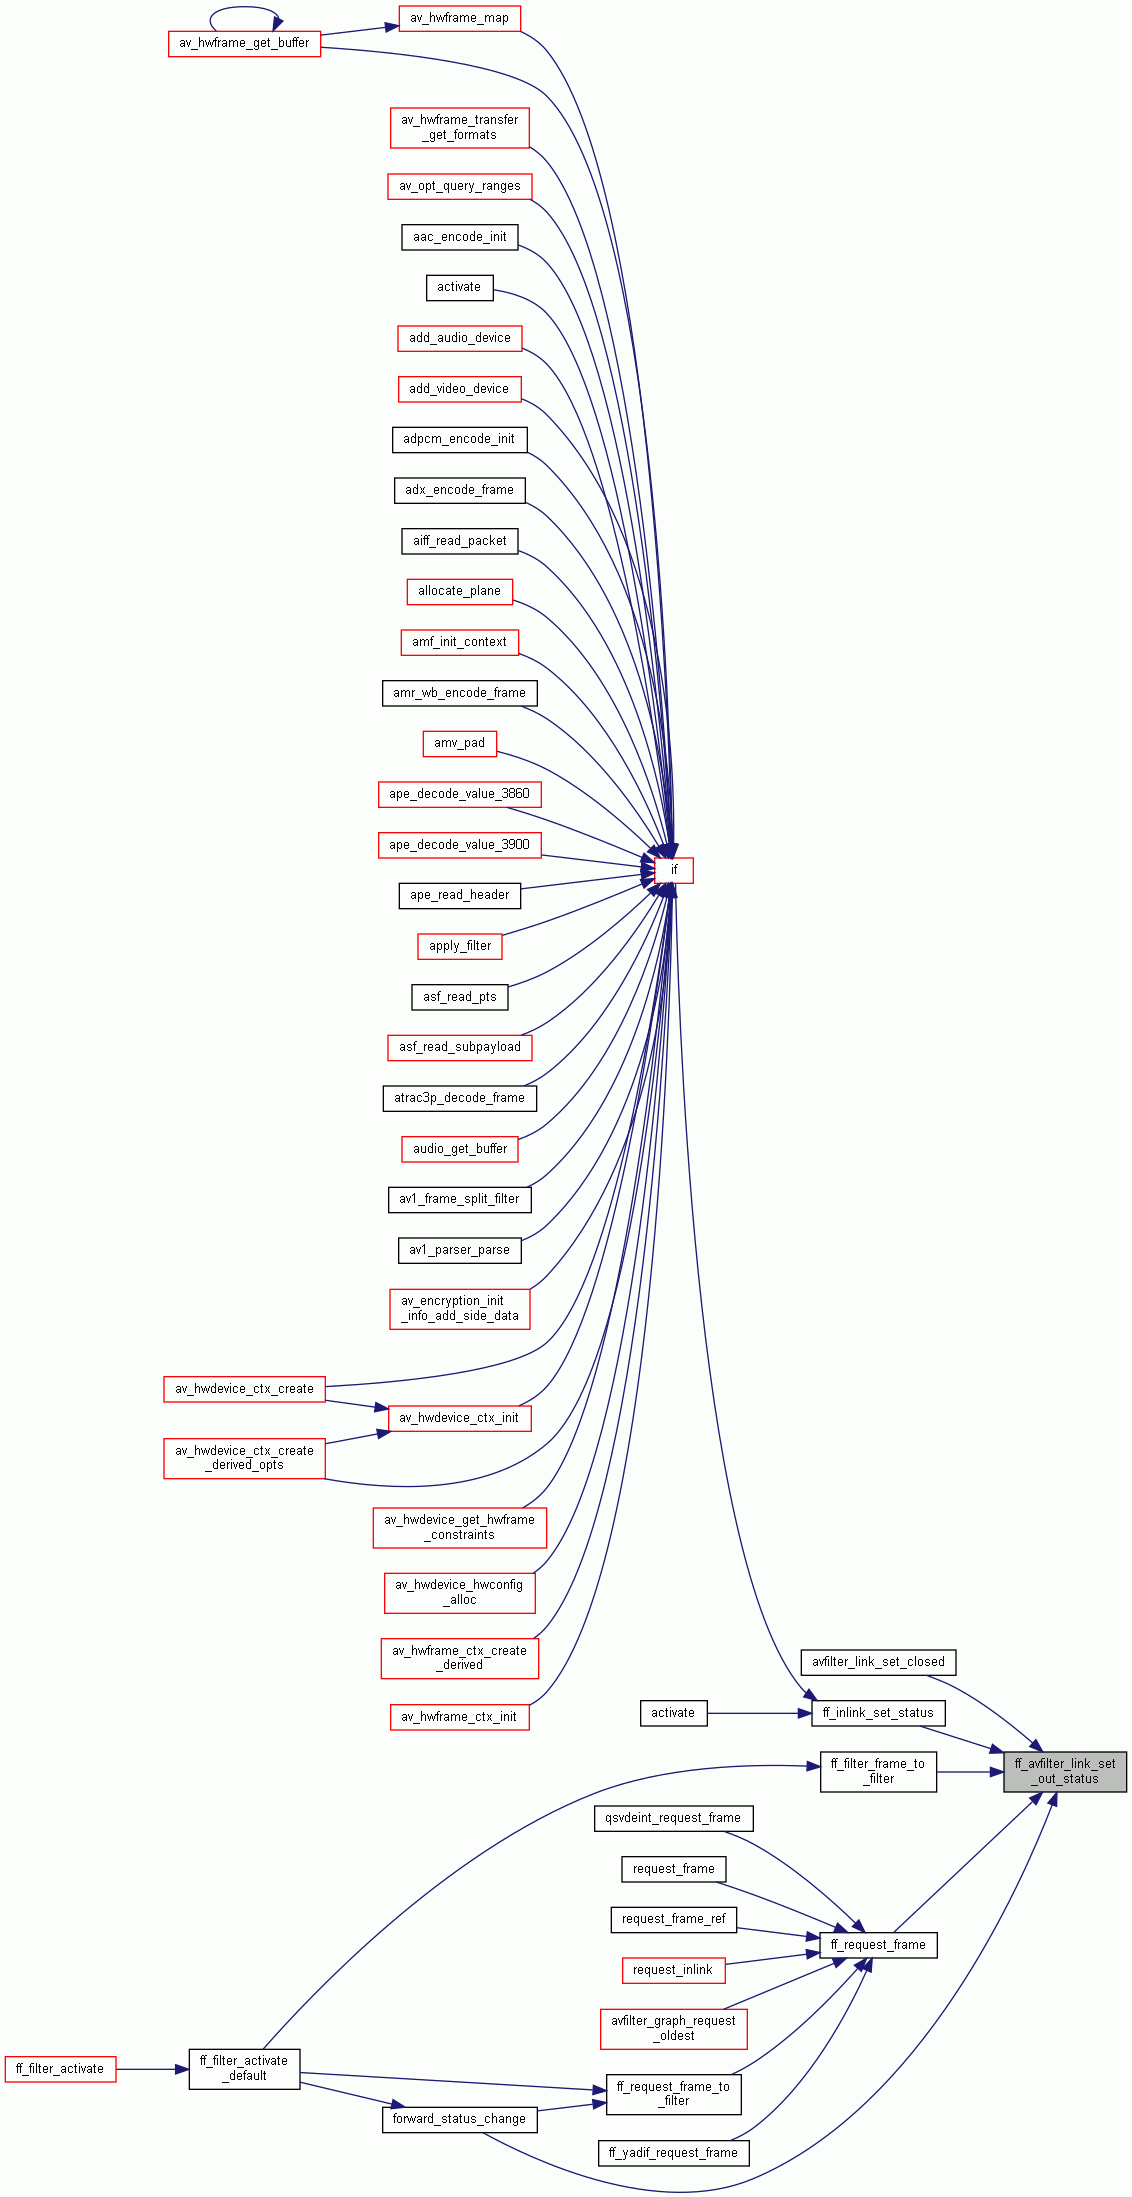 av_hwframe_map
av_hwframe_get_buffer
av_hwframe_transfer
_get_formats
av_opt_query_ranges
aac_encode_init
activate
add_audio_device
add_video_device
adpcm_encode_init
adx_encode_frame
aiff_read_packet
allocate_plane
amf_init_context
amr_wb_encode_frame
amv_pad
ape_decode_value_3860
ape_decode_value_3900
if
ape_read_header
apply_filter
asf_read_pts
asf_read_subpayload
atrac3p_decode_frame
audio_get_buffer
av1_frame_split_filter
av1_parser_parse
av_encryption_init
_info_add_side_data
av_hwdevice_ctx_create
av_hwdevice_ctx_init
av_hwdevice_ctx_create
_derived_opts
av_hwdevice_get_hwframe
_constraints
av_hwdevice_hwconfig
_alloc
av_hwframe_ctx_create
_derived
av_hwframe_ctx_init
avfilter_link_set_closed
activate
ff_inlink_set_status
ff_filter_frame_to
_filter
ff_avfilter_link_set
_out_status
qsvdeint_request_frame
request_frame
request_frame_ref
ff_request_frame
request_inlink
avfilter_graph_request
_oldest
ff_filter_activate
ff_filter_activate
_default
ff_request_frame_to
_filter
forward_status_change
ff_yadif_request_frame